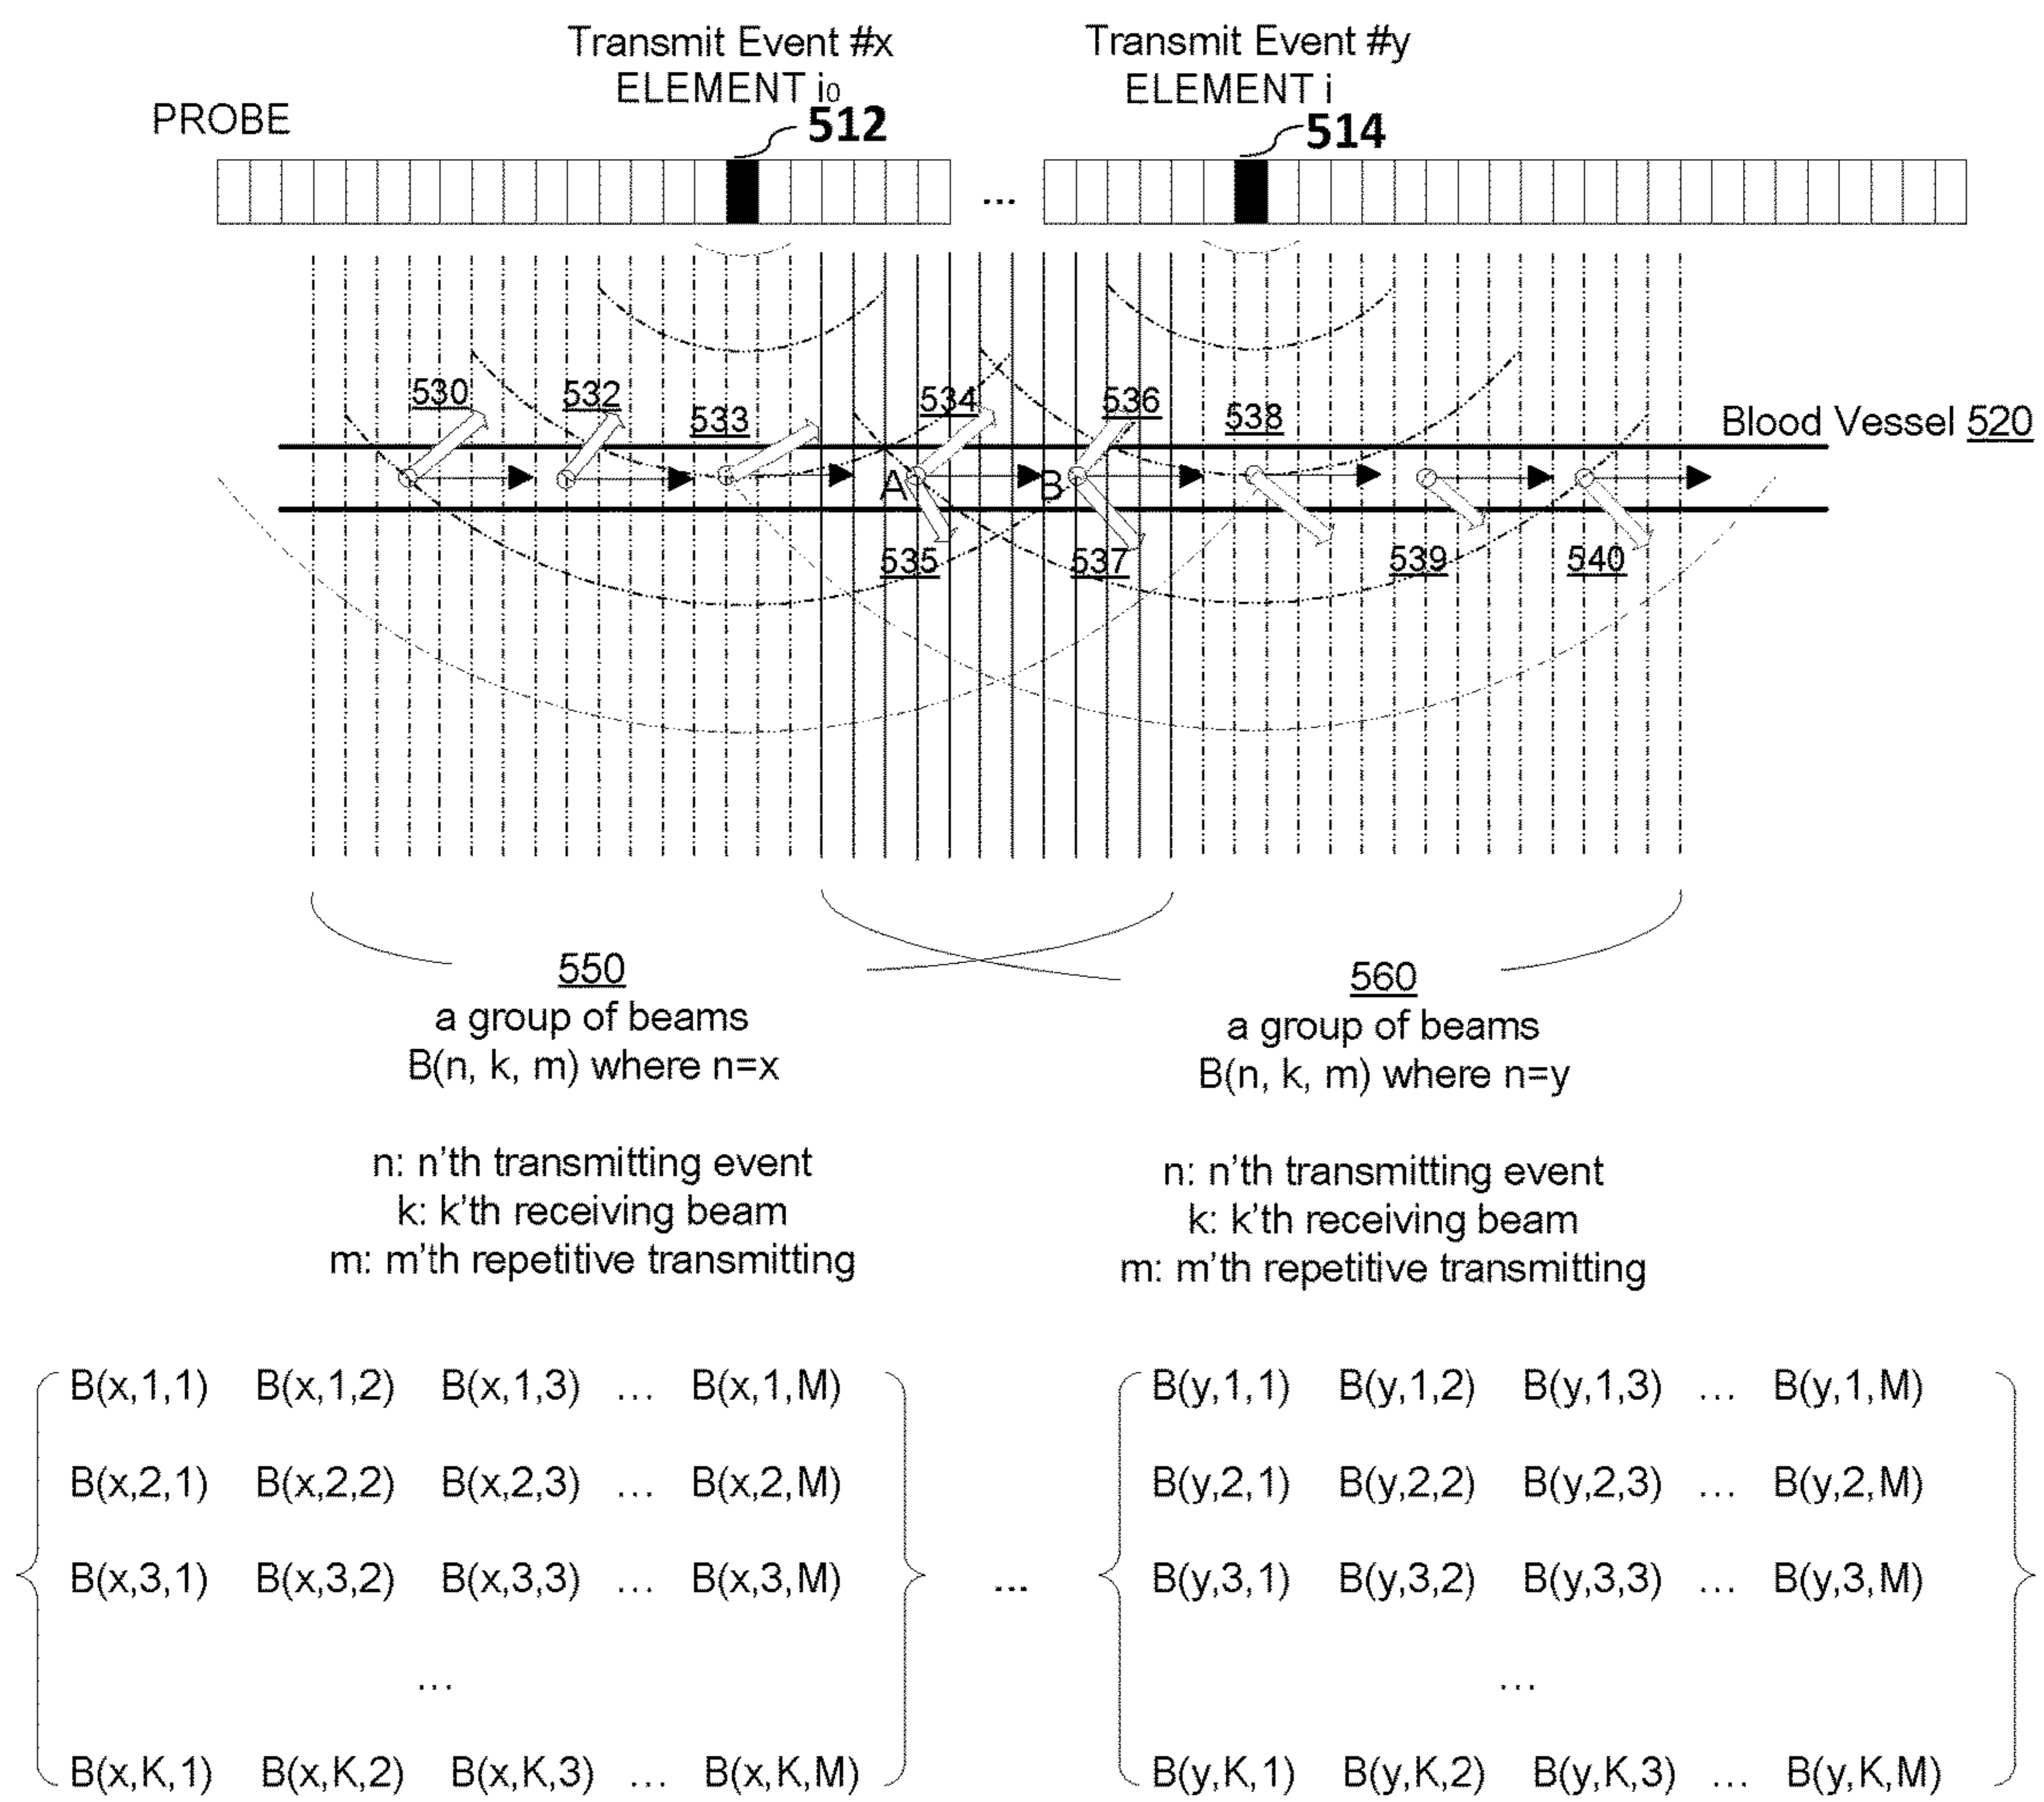 Transmit Event #x
ELEMENT i₀
512
Transmit Event #y
ELEMENT i
514
PROBE
...
530
532
533
534
536
538
Blood Vessel 520
A
B
535
537
539
540
550
a group of beams
B(n, k, m) where n=x
n: n'th transmitting event
k: k'th receiving beam
m: m'th repetitive transmitting
560
a group of beams
B(n, k, m) where n=y
n: n'th transmitting event
k: k'th receiving beam
m: m'th repetitive transmitting
B(x,1,1) B(x,1,2) B(x,1,3) ... B(x,1,M)
B(x,2,1) B(x,2,2) B(x,2,3) ... B(x,2,M)
B(x,3,1) B(x,3,2) B(x,3,3) ... B(x,3,M)
...
B(x,K,1) B(x,K,2) B(x,K,3) ... B(x,K,M)
...
B(y,1,1) B(y,1,2) B(y,1,3) ... B(y,1,M)
B(y,2,1) B(y,2,2) B(y,2,3) ... B(y,2,M)
B(y,3,1) B(y,3,2) B(y,3,3) ... B(y,3,M)
...
B(y,K,1) B(y,K,2) B(y,K,3) ... B(y,K,M)